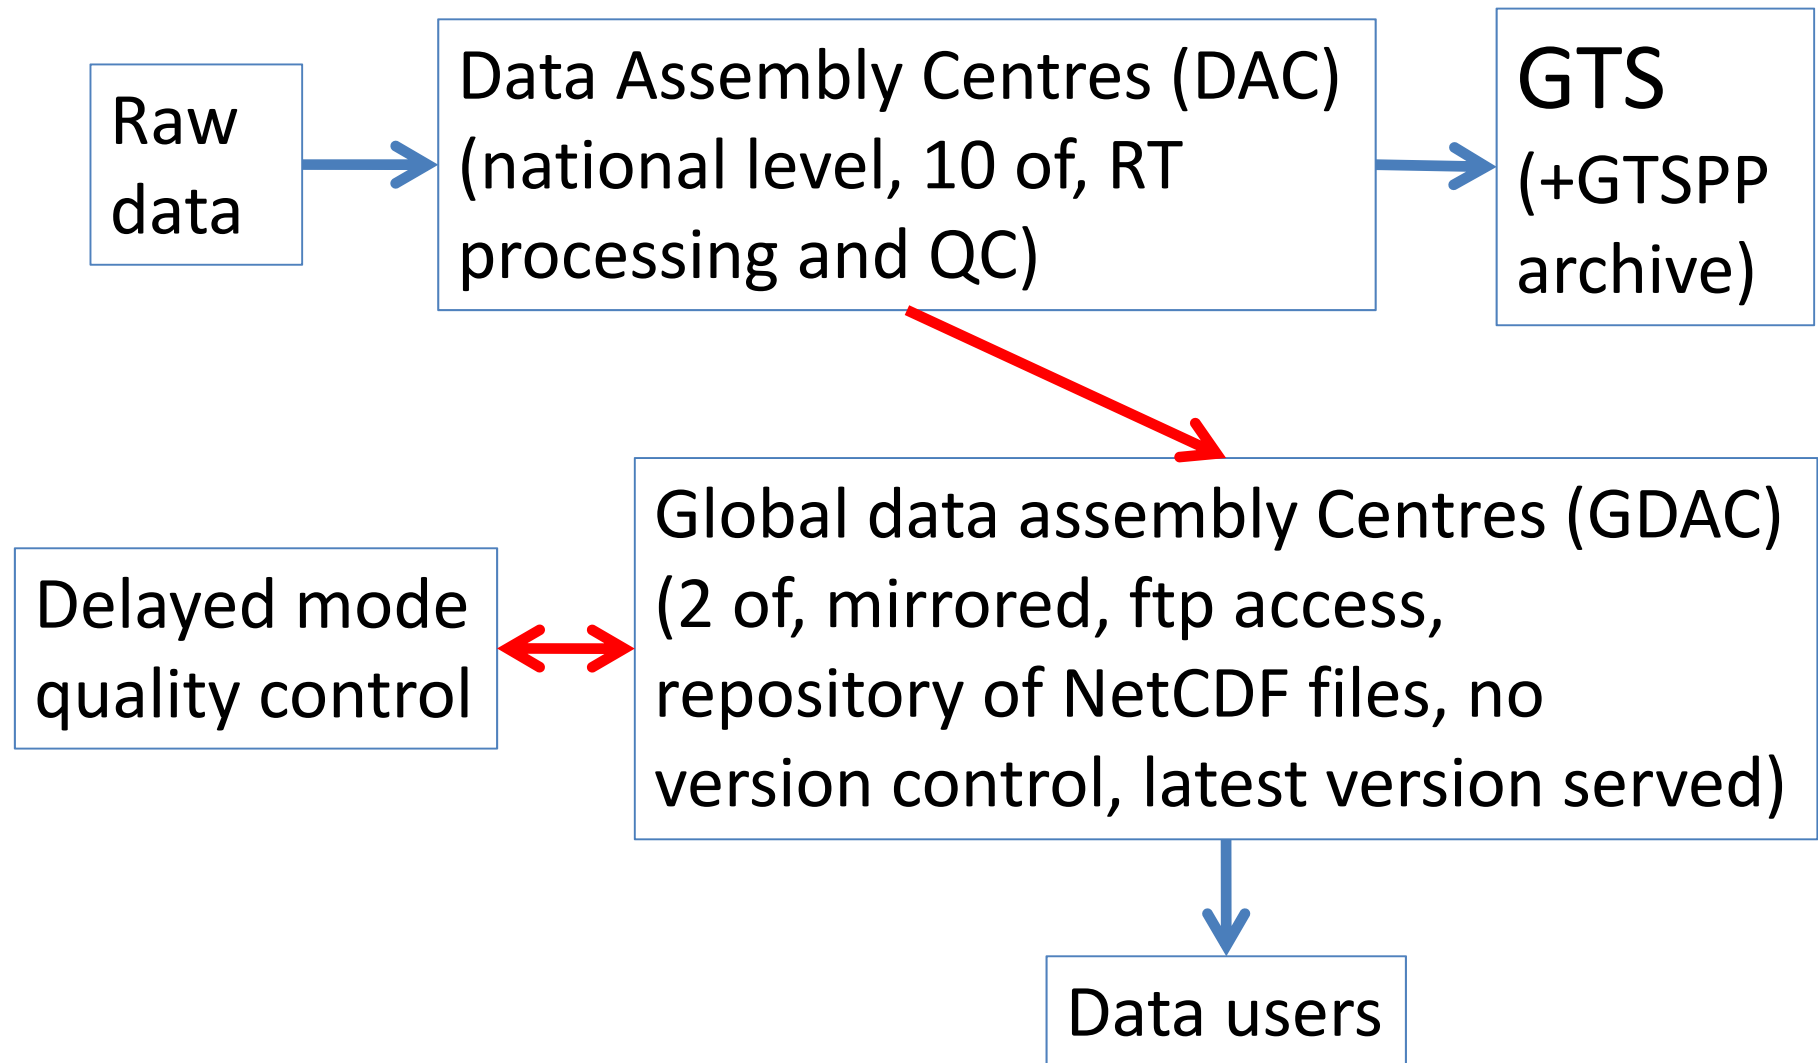 Raw
data
Data Assembly Centres (DAC)
(national level, 10 of, RT
processing and QC)
GTS
(+GTSPP
archive)
Global data assembly Centres (GDAC)
(2 of, mirrored, ftp access,
repository of NetCDF files, no
version control, latest version served)
Delayed mode
quality control
Data users